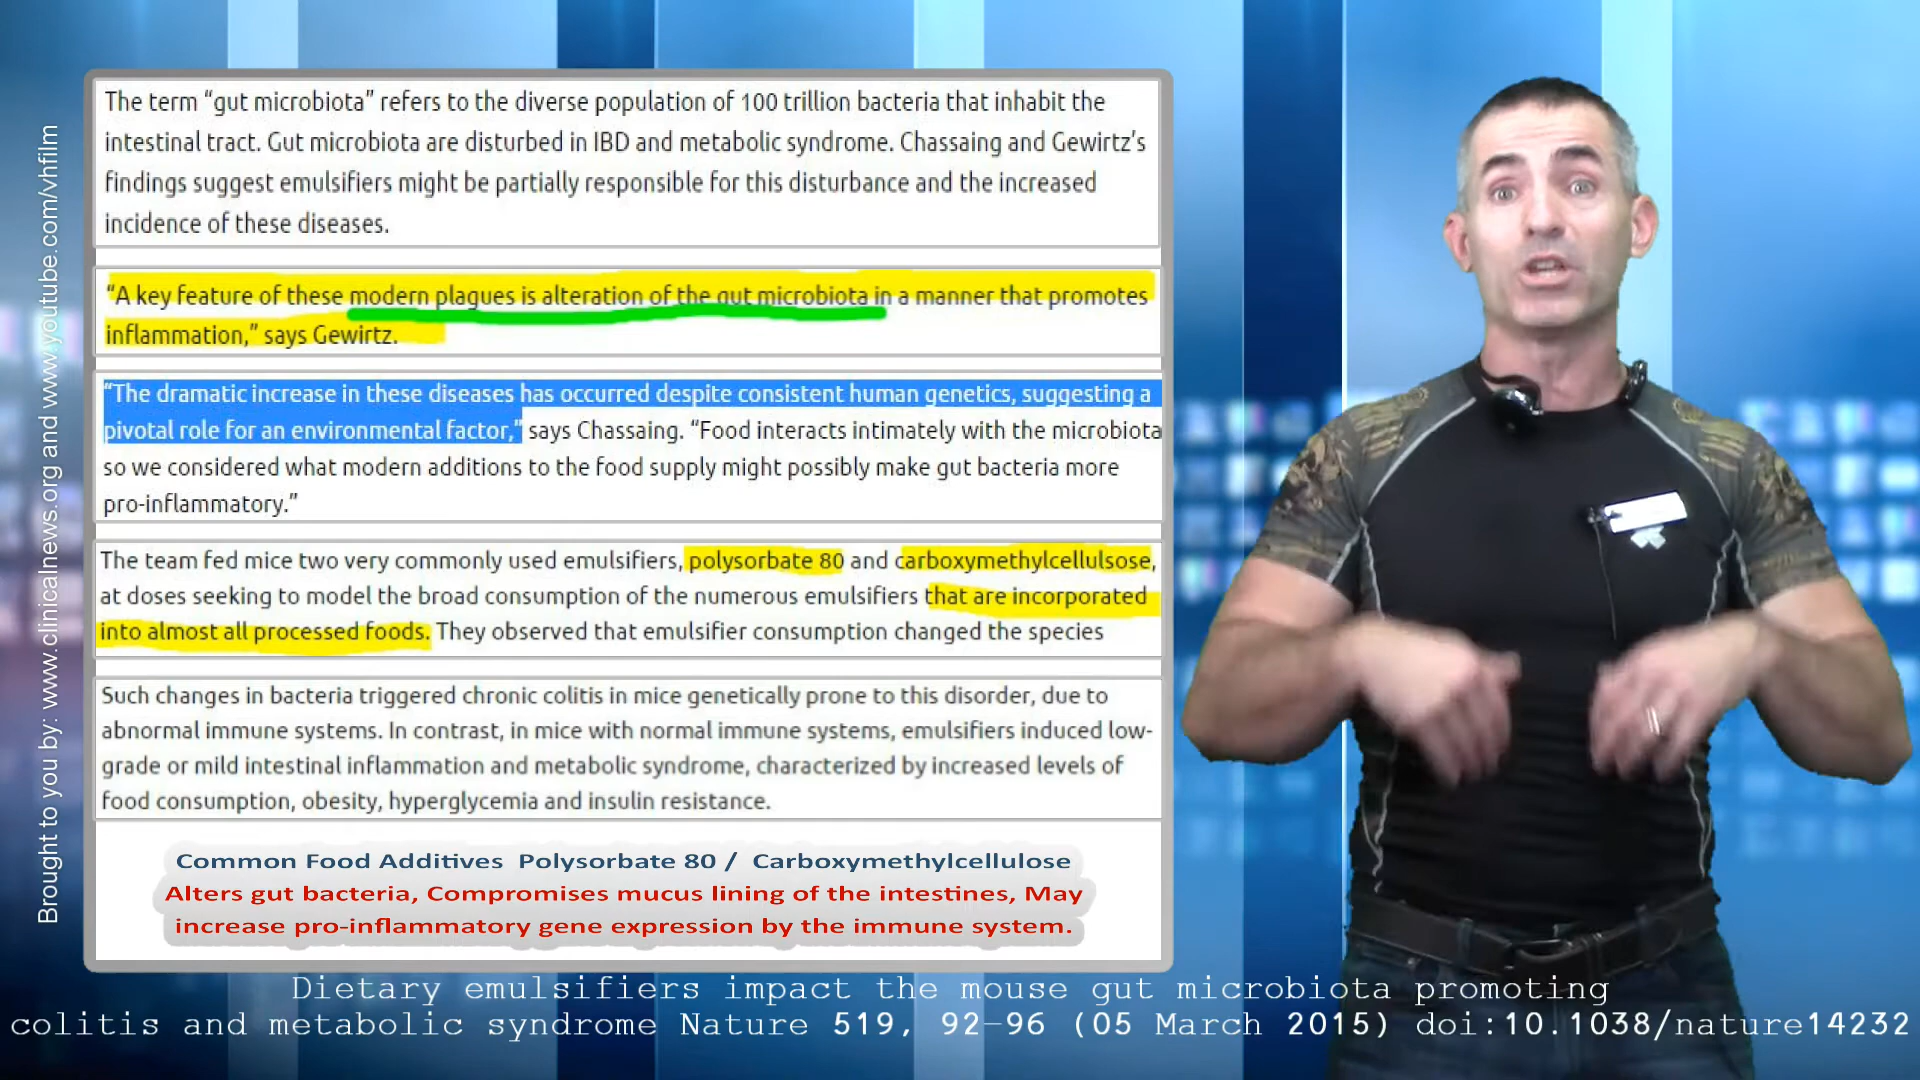 Brought to you by: www.clinicalnews.org and www.youtube.com/vhfilm
The term “gut microbiota” refers to the diverse population of 100 trillion bacteria that inhabit the
intestinal tract. Gut microbiota are disturbed in IBD and metabolic syndrome. Chassaing and Gewirtz’s
findings suggest emulsifiers might be partially responsible for this disturbance and the increased
incidence of these diseases.
“A key feature of these modern plagues is alteration of the gut microbiota in a manner that promotes
inflammation,” says Gewirtz.
“The dramatic increase in these diseases has occurred despite consistent human genetics, suggesting a
pivotal role for an environmental factor,” says Chassaing. “Food interacts intimately with the microbiota
so we considered what modern additions to the food supply might possibly make gut bacteria more
pro-inflammatory.”
The team fed mice two very commonly used emulsifiers, polysorbate 80 and carboxymethylcellulsose,
at doses seeking to model the broad consumption of the numerous emulsifiers that are incorporated
into almost all processed foods. They observed that emulsifier consumption changed the species
Such changes in bacteria triggered chronic colitis in mice genetically prone to this disorder, due to
abnormal immune systems. In contrast, in mice with normal immune systems, emulsifiers induced low-
grade or mild intestinal inflammation and metabolic syndrome, characterized by increased levels of
food consumption, obesity, hyperglycemia and insulin resistance.
Common Food Additives Polysorbate 80 / Carboxymethylcellulose
Alters gut bacteria, Compromises mucus lining of the intestines, May
increase pro-inflammatory gene expression by the immune system.
Dietary emulsifiers impact the mouse gut microbiota promoting
colitis and metabolic syndrome Nature 519, 92–96 (05 March 2015) doi:10.1038/nature14232